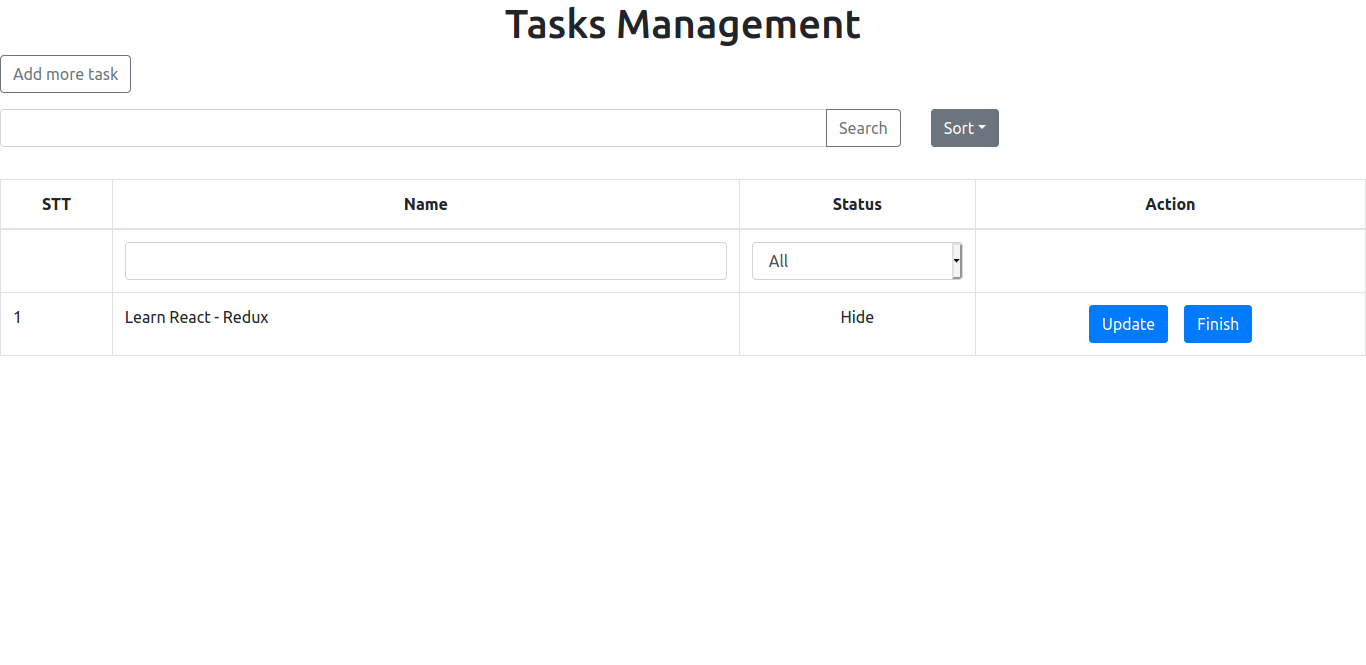 Tasks Management
Add more task
Search Sort
STT Name Status Action
All
1 Learn React - Redux Hide Update Finish